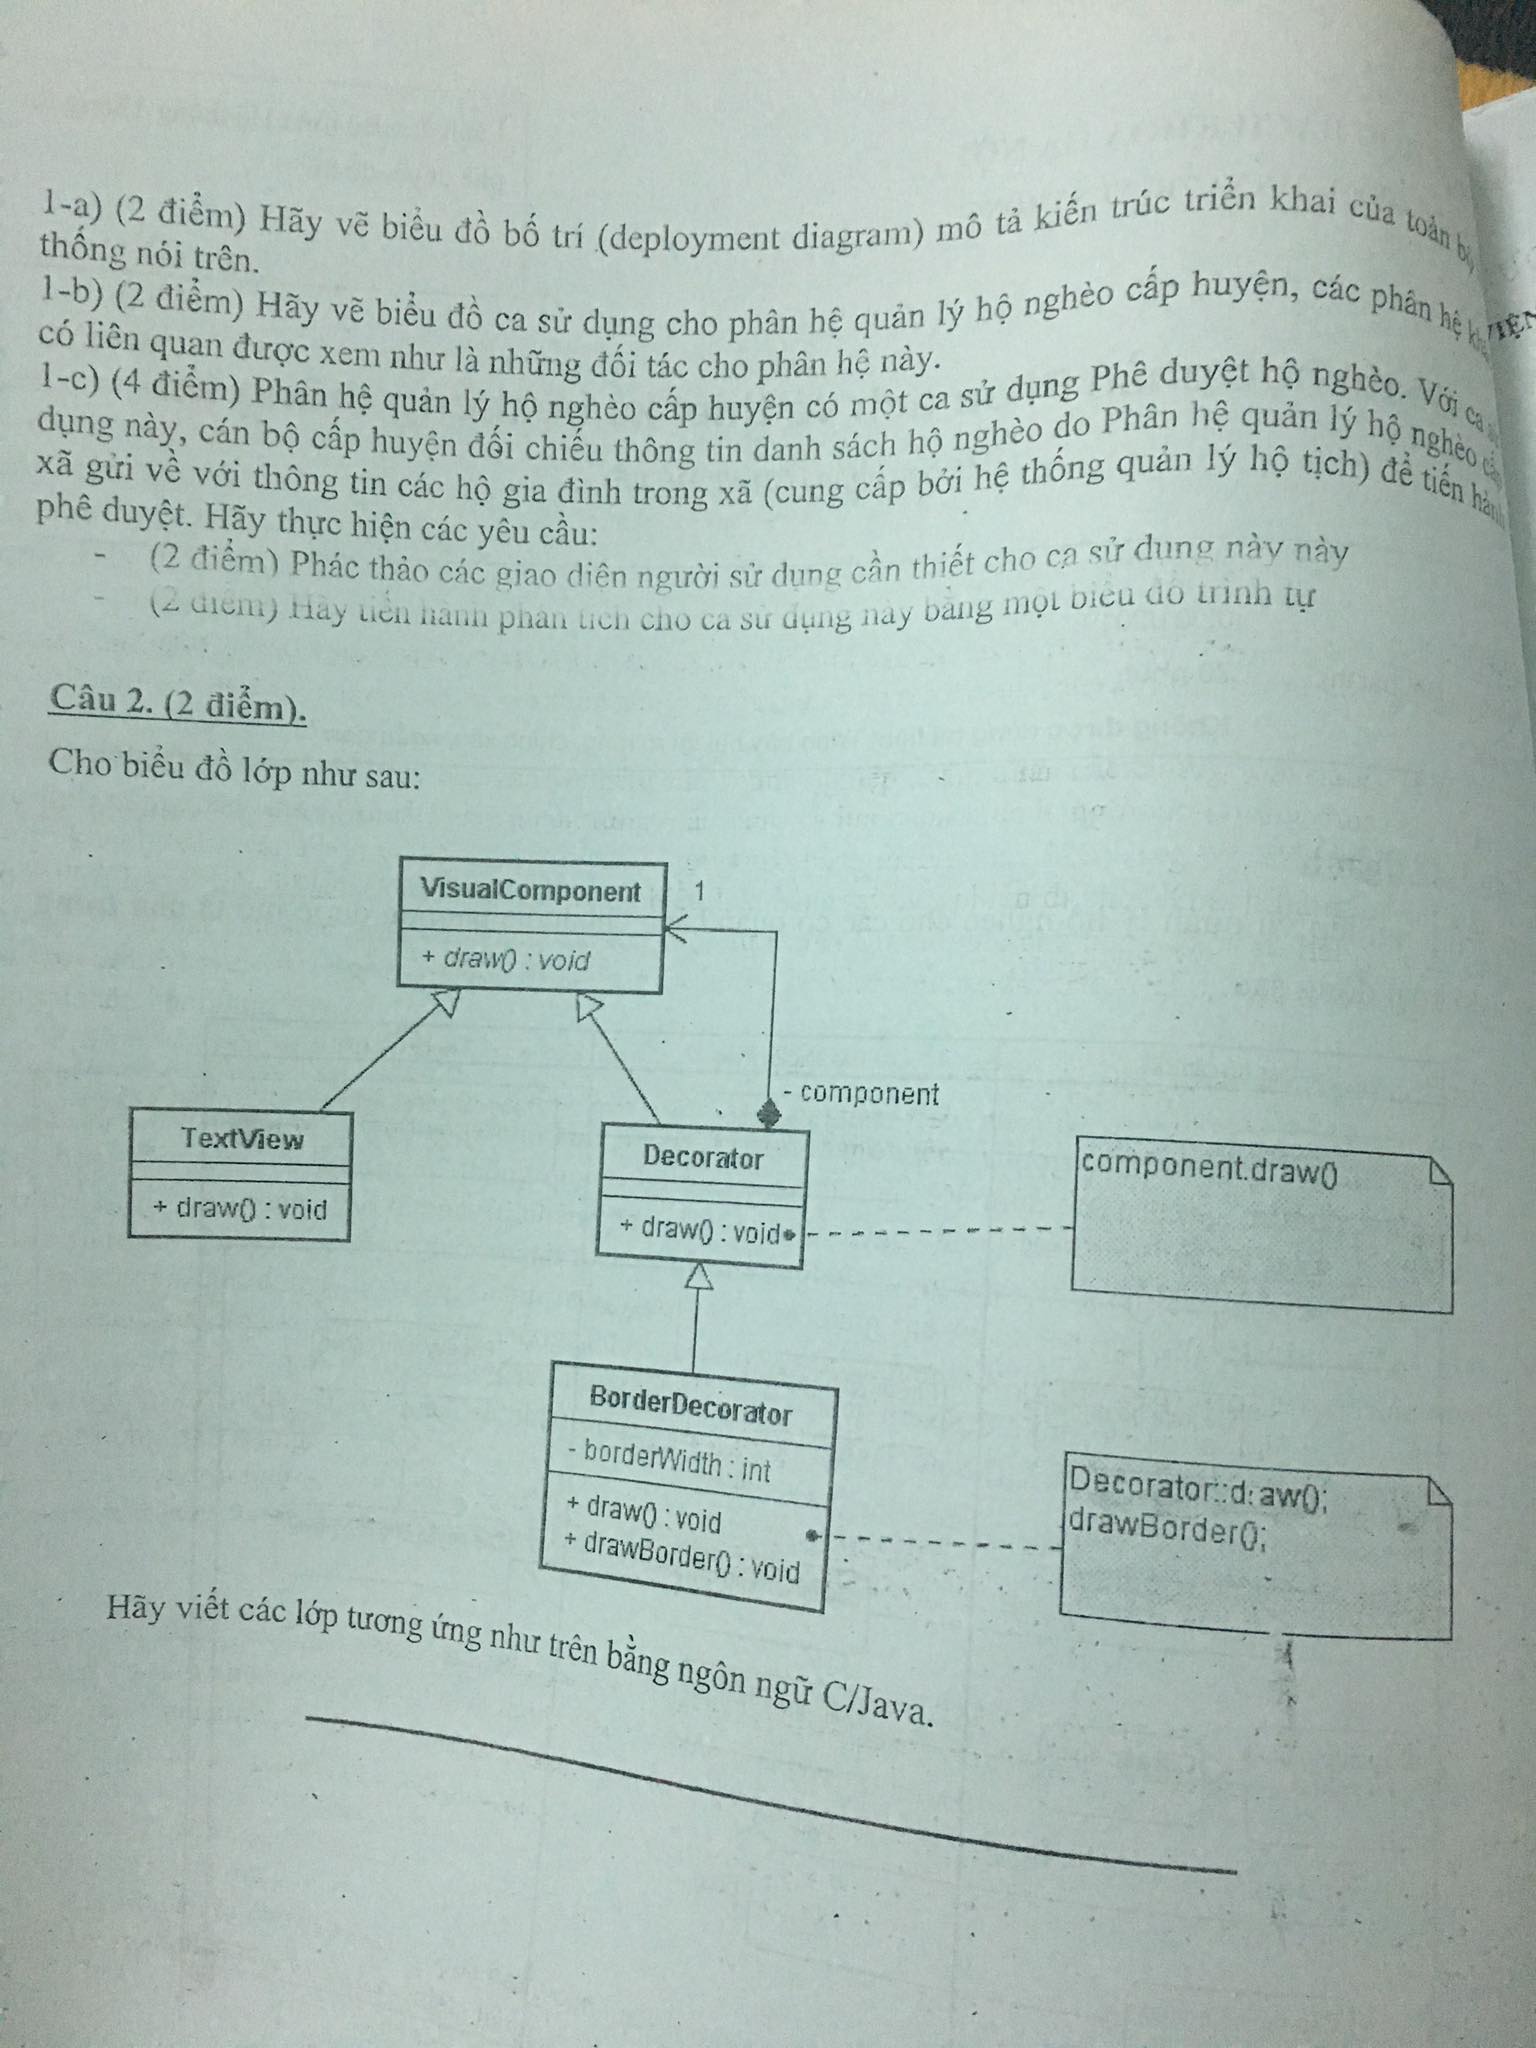 1-a) (2 điểm) Hãy vẽ biểu đồ bố trí (deployment diagram) mô tả kiến trúc triển khai của toàn bộ
thống nói trên.
1-b) (2 điểm) Hãy vẽ biểu đồ ca sử dụng cho phân hệ quản lý hộ nghèo cấp huyện, các phân hệ
có liên quan được xem như là những đối tác cho phân hệ này.
1-c) (4 điểm) Phân hệ quản lý hộ nghèo cấp huyện có một ca sử dụng Phê duyệt hộ nghèo. Với ca
dụng này, cán bộ cấp huyện đối chiếu thông tin danh sách hộ nghèo do Phân hệ quản lý hộ nghèo cấp
xã gửi về với thông tin các hộ gia đình trong xã (cung cấp bởi hệ thống quản lý hộ tịch) để tiến hành
phê duyệt. Hãy thực hiện các yêu cầu:
- (2 điểm) Phác thảo các giao diện người sử dụng cần thiết cho ca sử dụng này này
- (2 điểm) Hãy tiến hành phân tích cho ca sử dụng này bằng một biểu đồ trình tự
Câu 2. (2 điểm).
Cho biểu đồ lớp như sau:
VisualComponent
1
+ draw() : void
- component
TextView
+ draw() : void
Decorator
+ draw() : void
component.draw()
BorderDecorator
- borderWidth : int
+ draw() : void
+ drawBorder() : void
Decorator::draw();
drawBorder();
Hãy viết các lớp tương ứng như trên bằng ngôn ngữ C/Java.